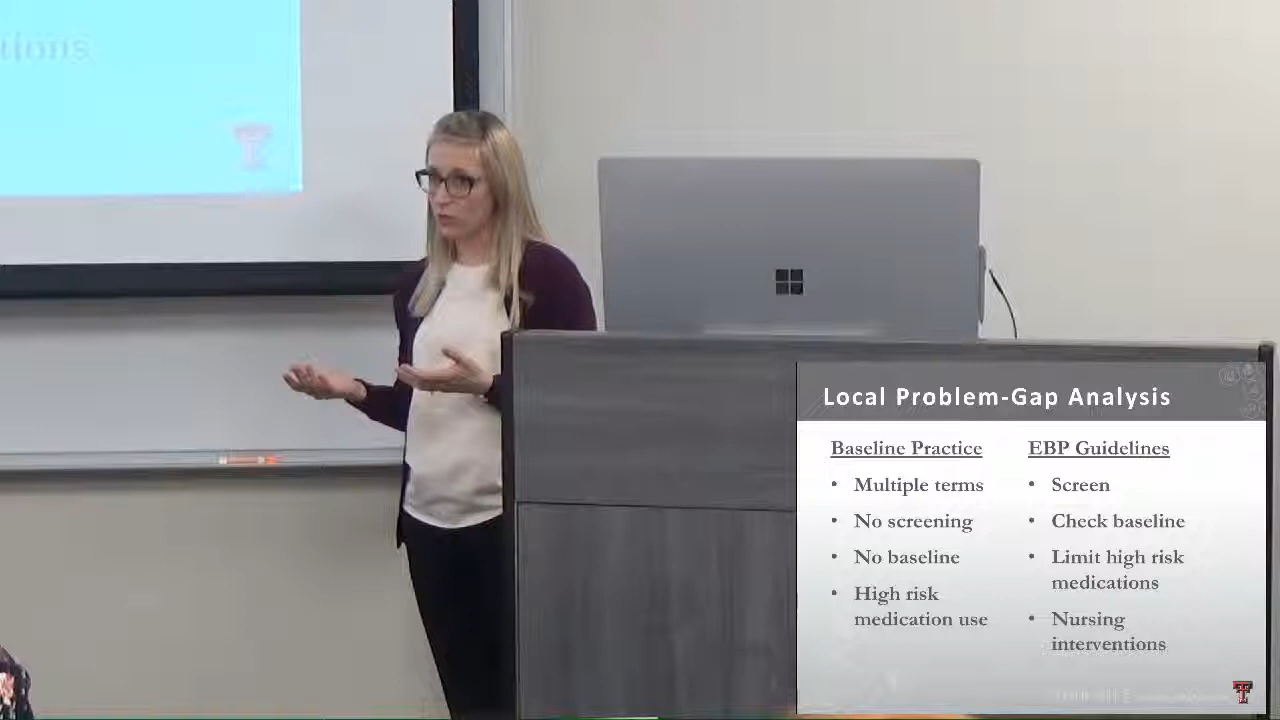 tions
Local Problem-Gap Analysis
Baseline Practice
• Multiple terms
• No screening
• No baseline
• High risk
medication use
EBP Guidelines
• Screen
• Check baseline
• Limit high risk
medications
• Nursing
interventions